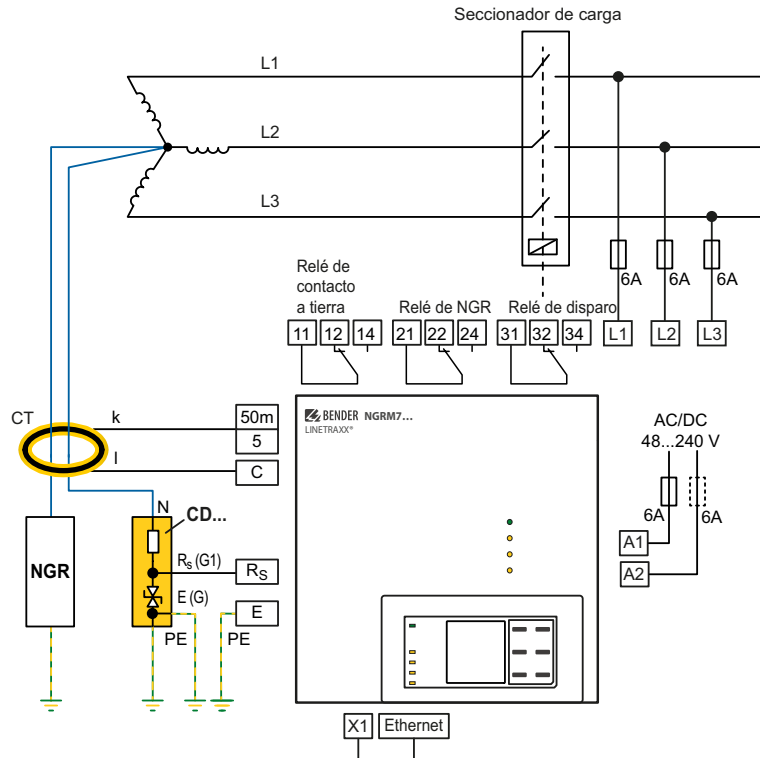 Seccionador de carga
L1
L2
L3
6A
6A
6A
L1
L2
L3
Relé de
contacto
a tierra
Relé de NGR
Relé de disparo
11
12
14
21
22
24
31
32
34
CT
k
l
50m
5
C
BENDER NGRM7...
LINETRAXX®
AC/DC
48...240 V
6A
6A
A1
A2
N
CD...
NGR
Rs (G1)
RS
E (G)
E
PE
PE
X1
Ethernet